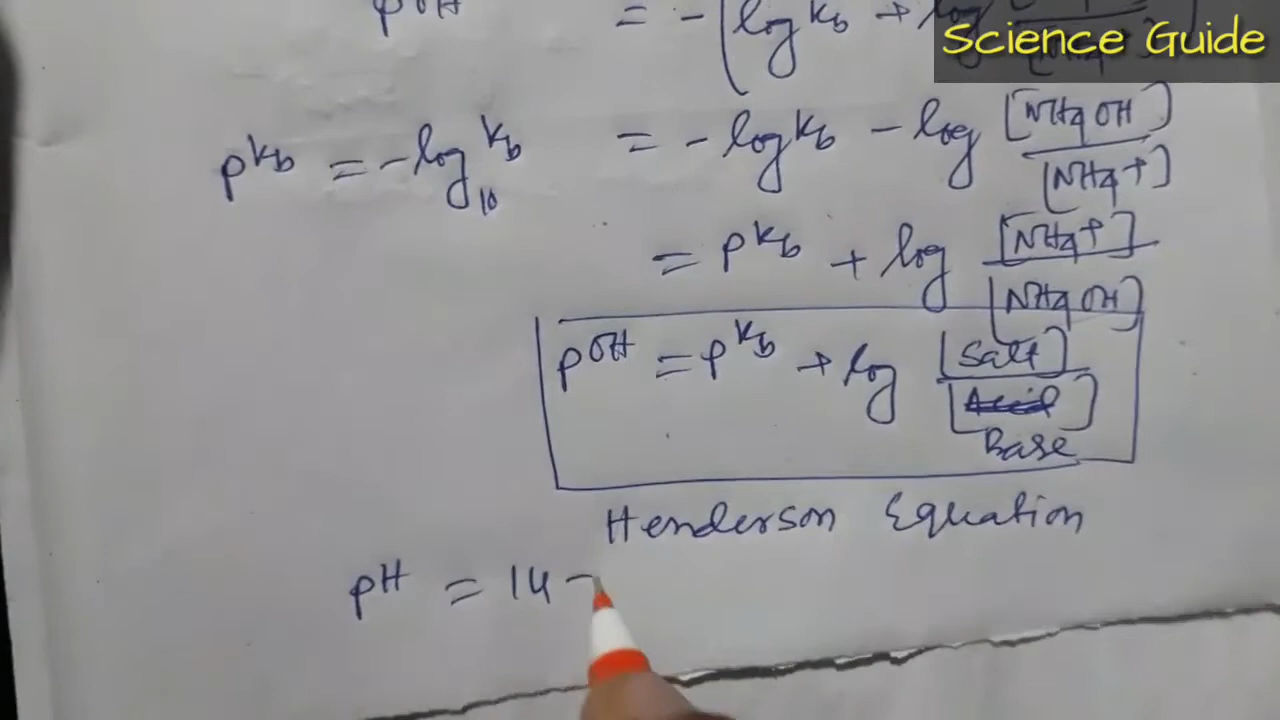 Science Guide
pOH = -(log Kb + log
pKb = -log10 Kb = -log Kb - log [NH4OH] / [NH4+]
= pKb + log [NH4+] / [NH4OH]
pOH = pKb + log [Salt] / [Acid]
Base
Henderson Equation
pH = 14 -